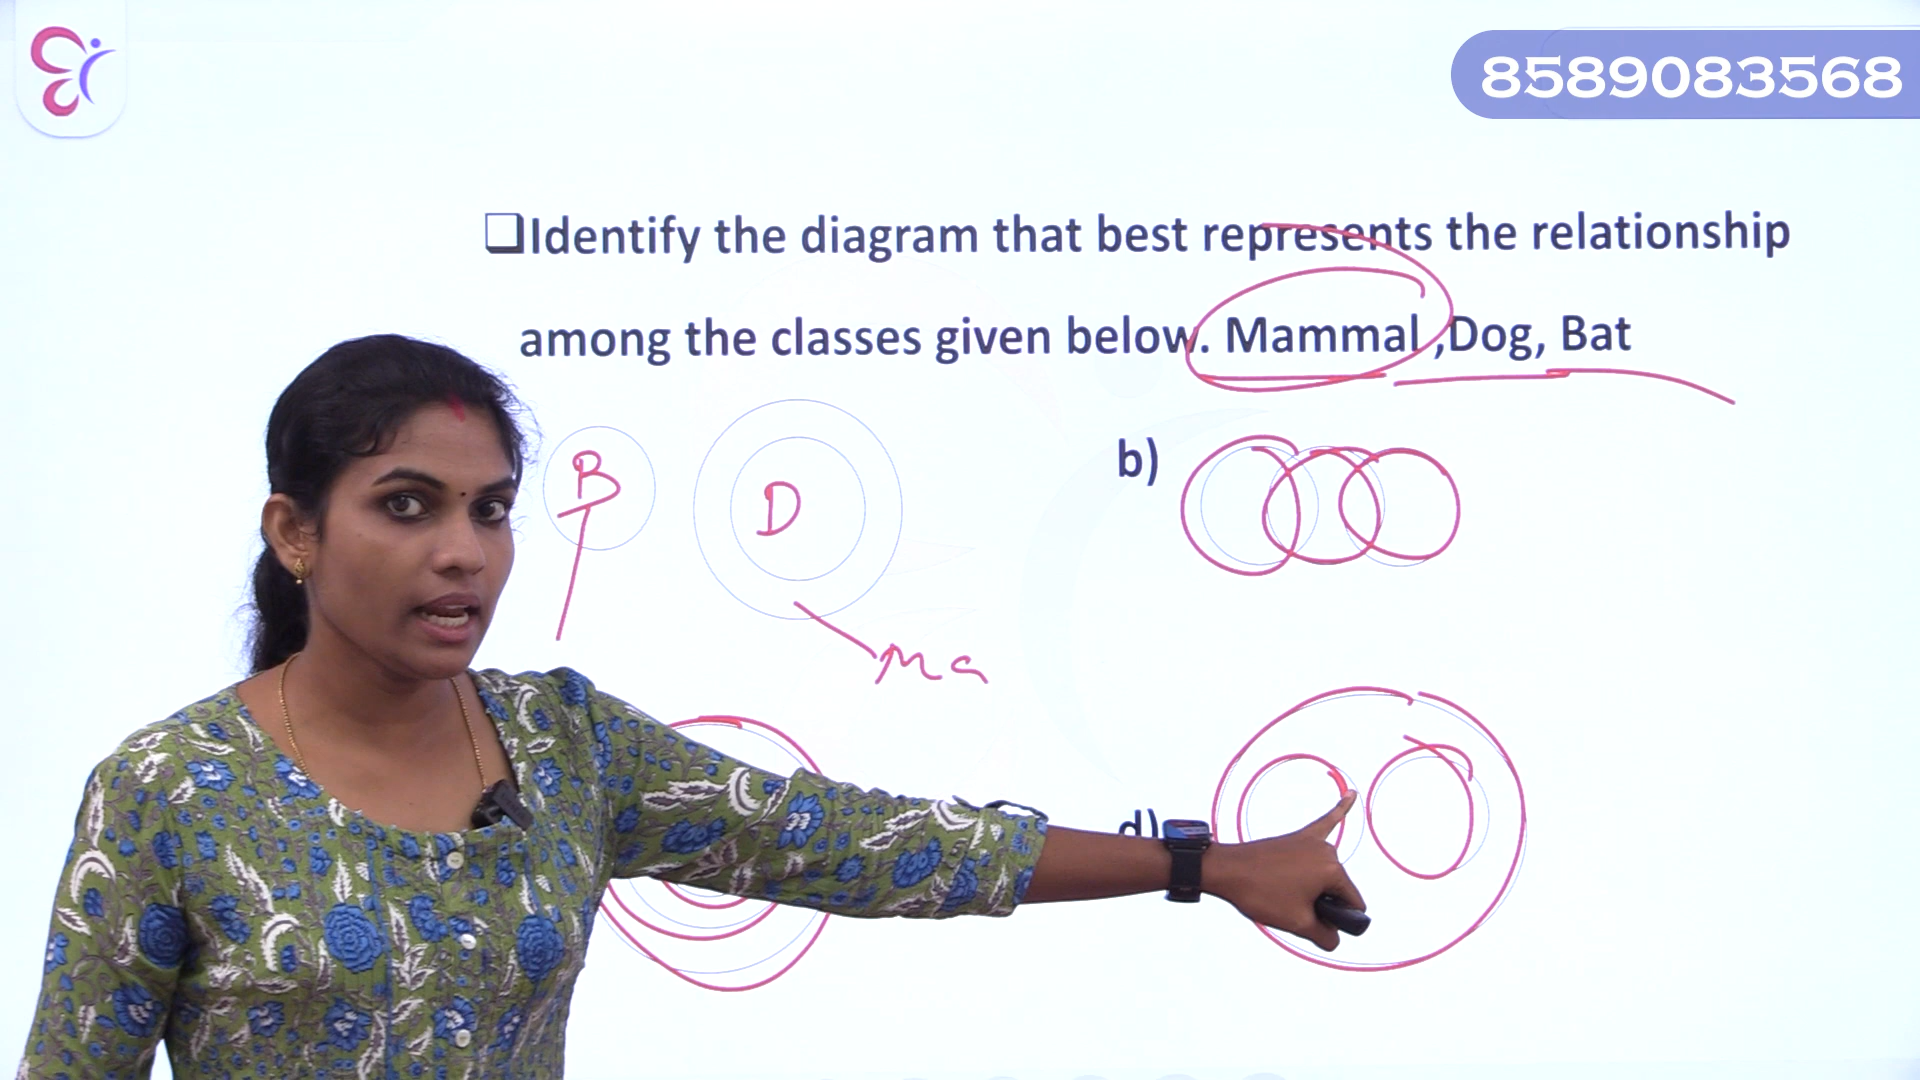 8589083568
❑Identify the diagram that best represents the relationship
among the classes given below. Mammal ,Dog, Bat
B
D
b)
Ma
d)